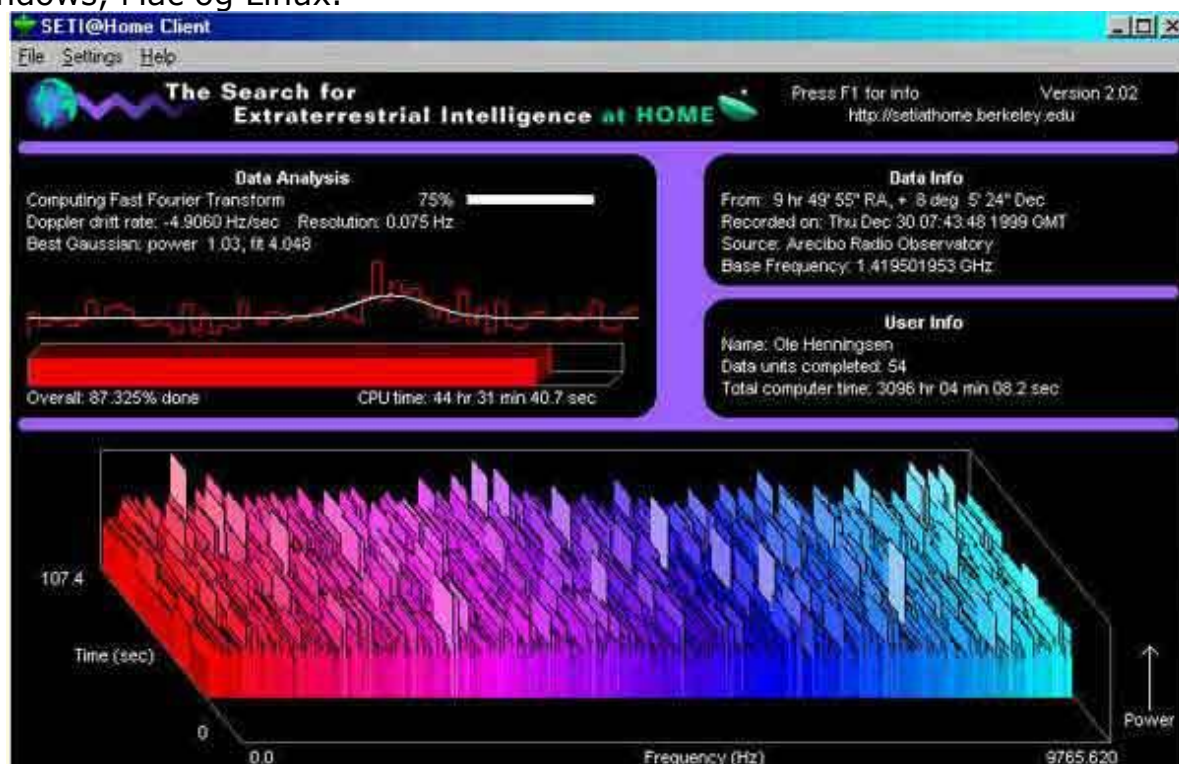 ndows, Mac og Linux.
SETI@Home Client
File Settings Help
The Search for
Extraterrestrial Intelligence at HOME
Press F1 for info Version 2.02
http://setiathome.berkeley.edu
Data Analysis
Computing Fast Fourier Transform 75%
Doppler drift rate: -4.9060 Hz/sec Resolution: 0.075 Hz
Best Gaussian: power 1.03, fit 4.048
Overall: 87.325% done CPU time: 44 hr 31 min 40.7 sec
Data Info
From: 9 hr 49' 55" RA, + 8 deg 5' 24" Dec
Recorded on: Thu Dec 30 07:43:48 1999 GMT
Source: Arecibo Radio Observatory
Base Frequency: 1.419501953 GHz
User Info
Name: Ole Henningsen
Data units completed: 54
Total computer time: 3096 hr 04 min 08.2 sec
107.4
Time (sec)
0
Power
0.0 Frequency (Hz) 9765.620